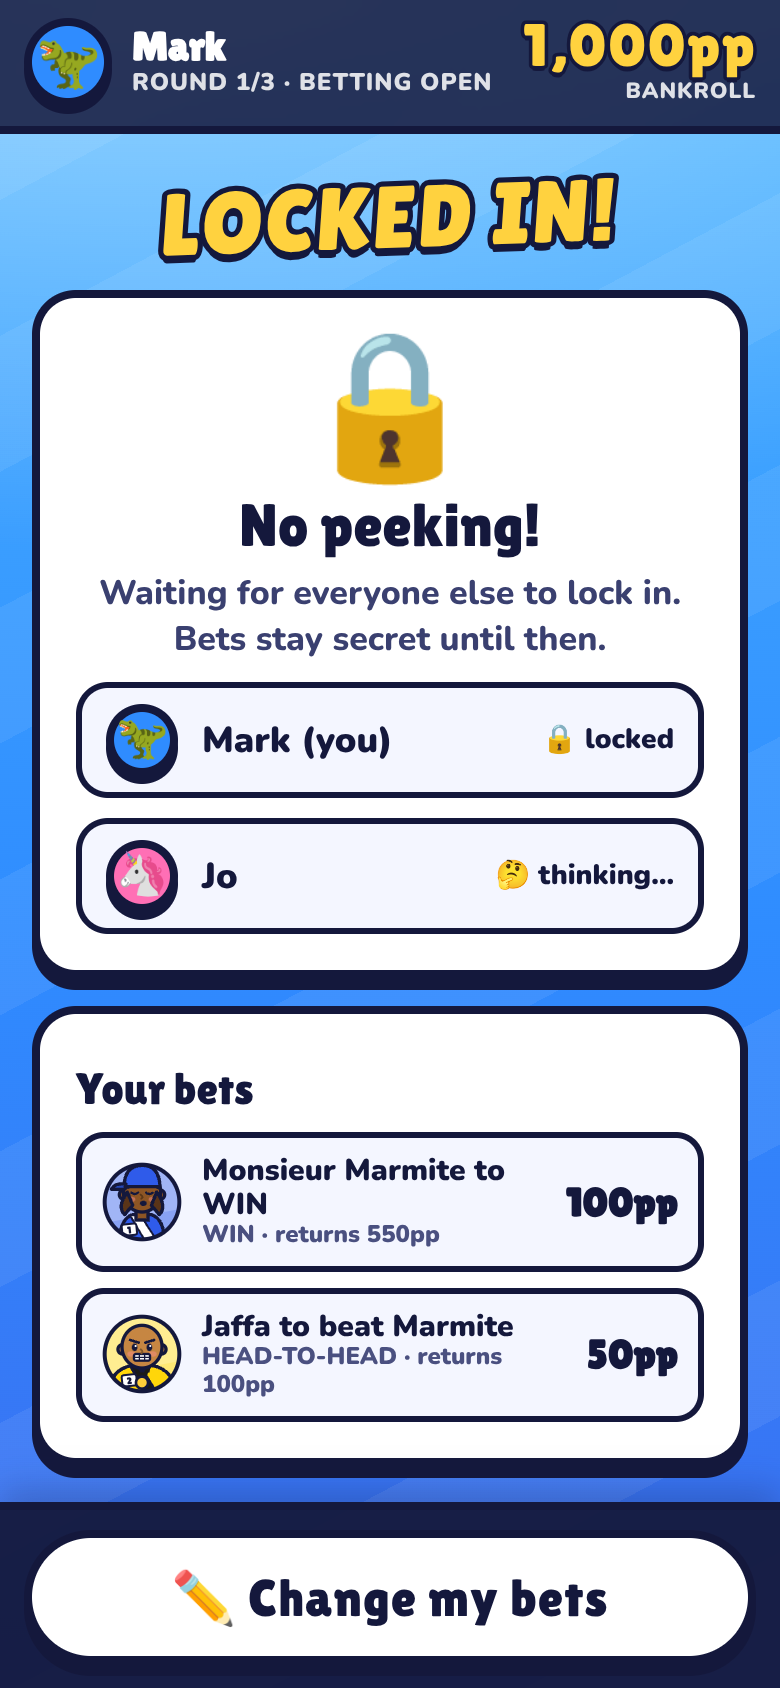 Mark
ROUND 1/3 · BETTING OPEN
1,000pp
BANKROLL
LOCKED IN!
No peeking!
Waiting for everyone else to lock in.
Bets stay secret until then.
Mark (you)
🔒 locked
Jo
🤔 thinking...
Your bets
1
Monsieur Marmite to
WIN
WIN · returns 550pp
100pp
2
Jaffa to beat Marmite
HEAD-TO-HEAD · returns
100pp
50pp
✏️ Change my bets